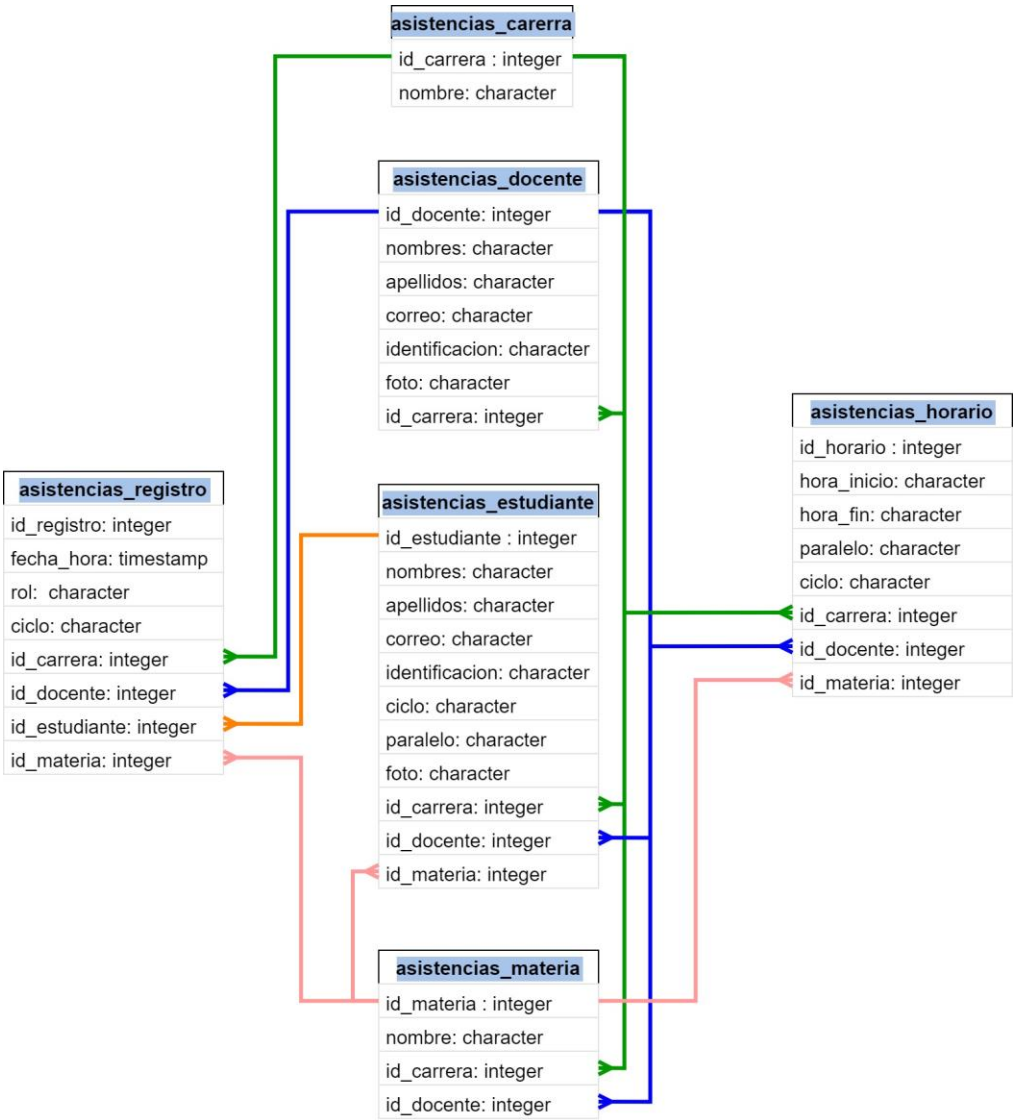 asistencias_carerra
id_carrera : integer
nombre: character
asistencias_docente
id_docente: integer
nombres: character
apellidos: character
correo: character
identificacion: character
foto: character
id_carrera: integer
asistencias_horario
id_horario : integer
hora_inicio: character
hora_fin: character
paralelo: character
ciclo: character
id_carrera: integer
id_docente: integer
id_materia: integer
asistencias_registro
id_registro: integer
fecha_hora: timestamp
rol: character
ciclo: character
id_carrera: integer
id_docente: integer
id_estudiante: integer
id_materia: integer
asistencias_estudiante
id_estudiante : integer
nombres: character
apellidos: character
correo: character
identificacion: character
ciclo: character
paralelo: character
foto: character
id_carrera: integer
id_docente: integer
id_materia: integer
asistencias_materia
id_materia : integer
nombre: character
id_carrera: integer
id_docente: integer